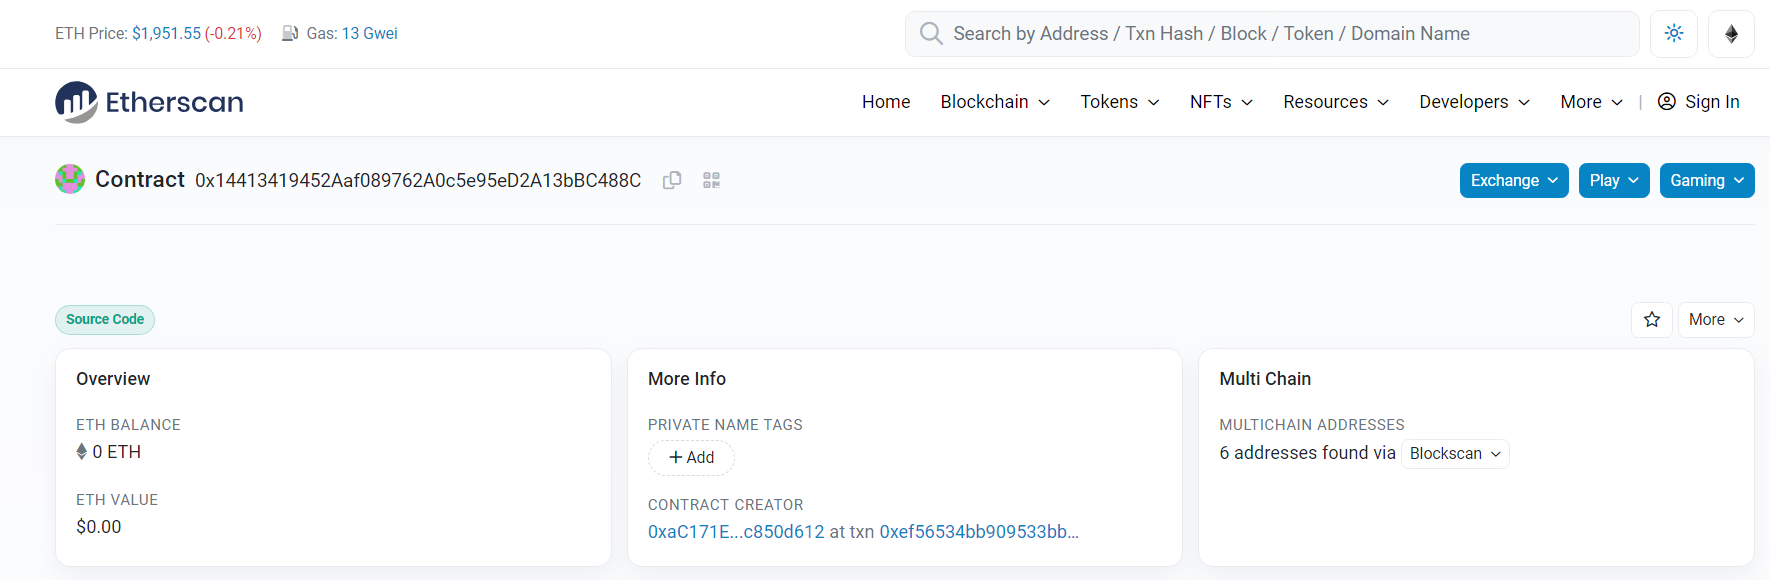 ETH Price: $1,951.55 (-0.21%) Gas: 13 Gwei
Search by Address / Txn Hash / Block / Token / Domain Name
Etherscan
Home Blockchain Tokens NFTs Resources Developers More | Sign In
Contract 0x14413419452Aaf089762A0c5e95eD2A13bBC488C
Exchange Play Gaming
Source Code
More
Overview
ETH BALANCE
0 ETH
ETH VALUE
$0.00
More Info
PRIVATE NAME TAGS
+ Add
CONTRACT CREATOR
0xaC171E...c850d612 at txn 0xef56534bb909533bb...
Multi Chain
MULTICHAIN ADDRESSES
6 addresses found via Blockscan